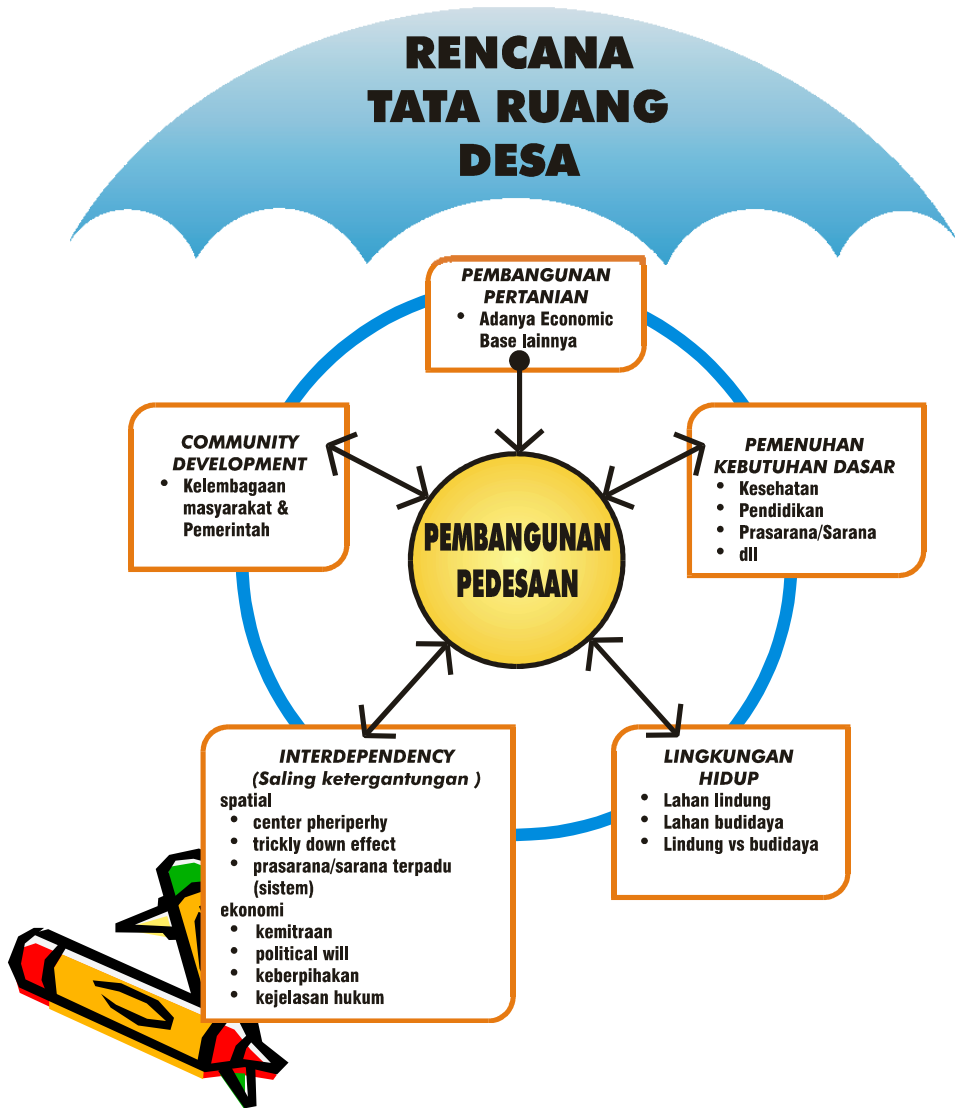 RENCANA
TATA RUANG
DESA
PEMBANGUNAN
PERTANIAN
• Adanya Economic
Base lainnya
COMMUNITY
DEVELOPMENT
• Kelembagaan
masyarakat &
Pemerintah
PEMENUHAN
KEBUTUHAN DASAR
• Kesehatan
• Pendidikan
• Prasarana/Sarana
• dll
PEMBANGUNAN
PEDESAAN
INTERDEPENDENCY
(Saling ketergantungan )
spatial
• center pheriperhy
• trickly down effect
• prasarana/sarana terpadu
(sistem)
ekonomi
• kemitraan
• political will
• keberpihakan
• kejelasan hukum
LINGKUNGAN
HIDUP
• Lahan lindung
• Lahan budidaya
• Lindung vs budidaya